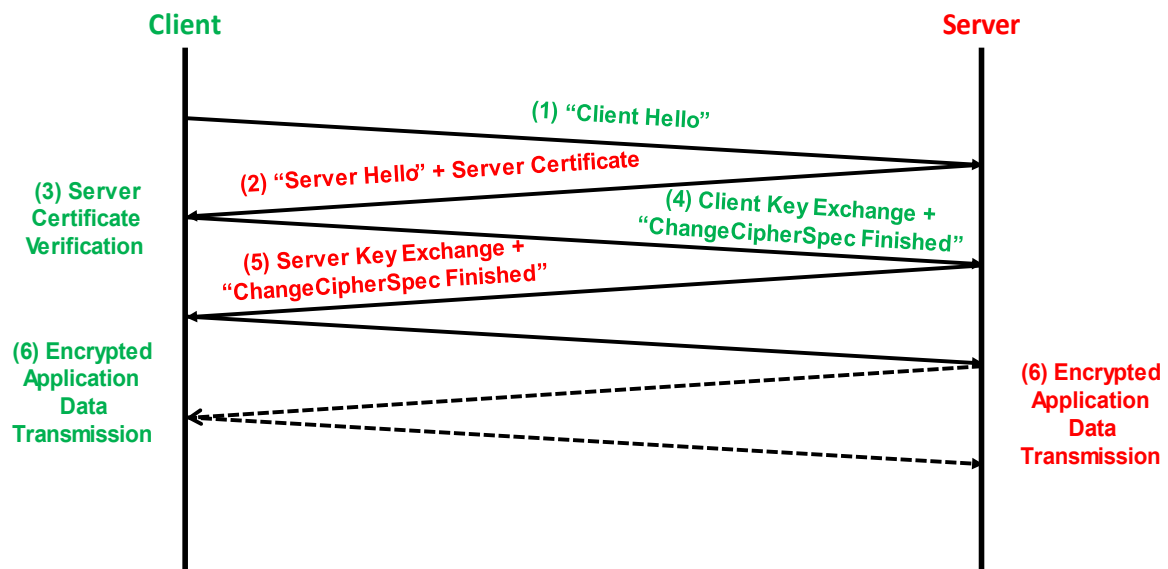 Client
Server
(1) “Client Hello”
(2) “Server Hello” + Server Certificate
(3) Server
Certificate
Verification
(4) Client Key Exchange +
“ChangeCipherSpec Finished”
(5) Server Key Exchange +
“ChangeCipherSpec Finished”
(6) Encrypted
Application
Data
Transmission
(6) Encrypted
Application
Data
Transmission